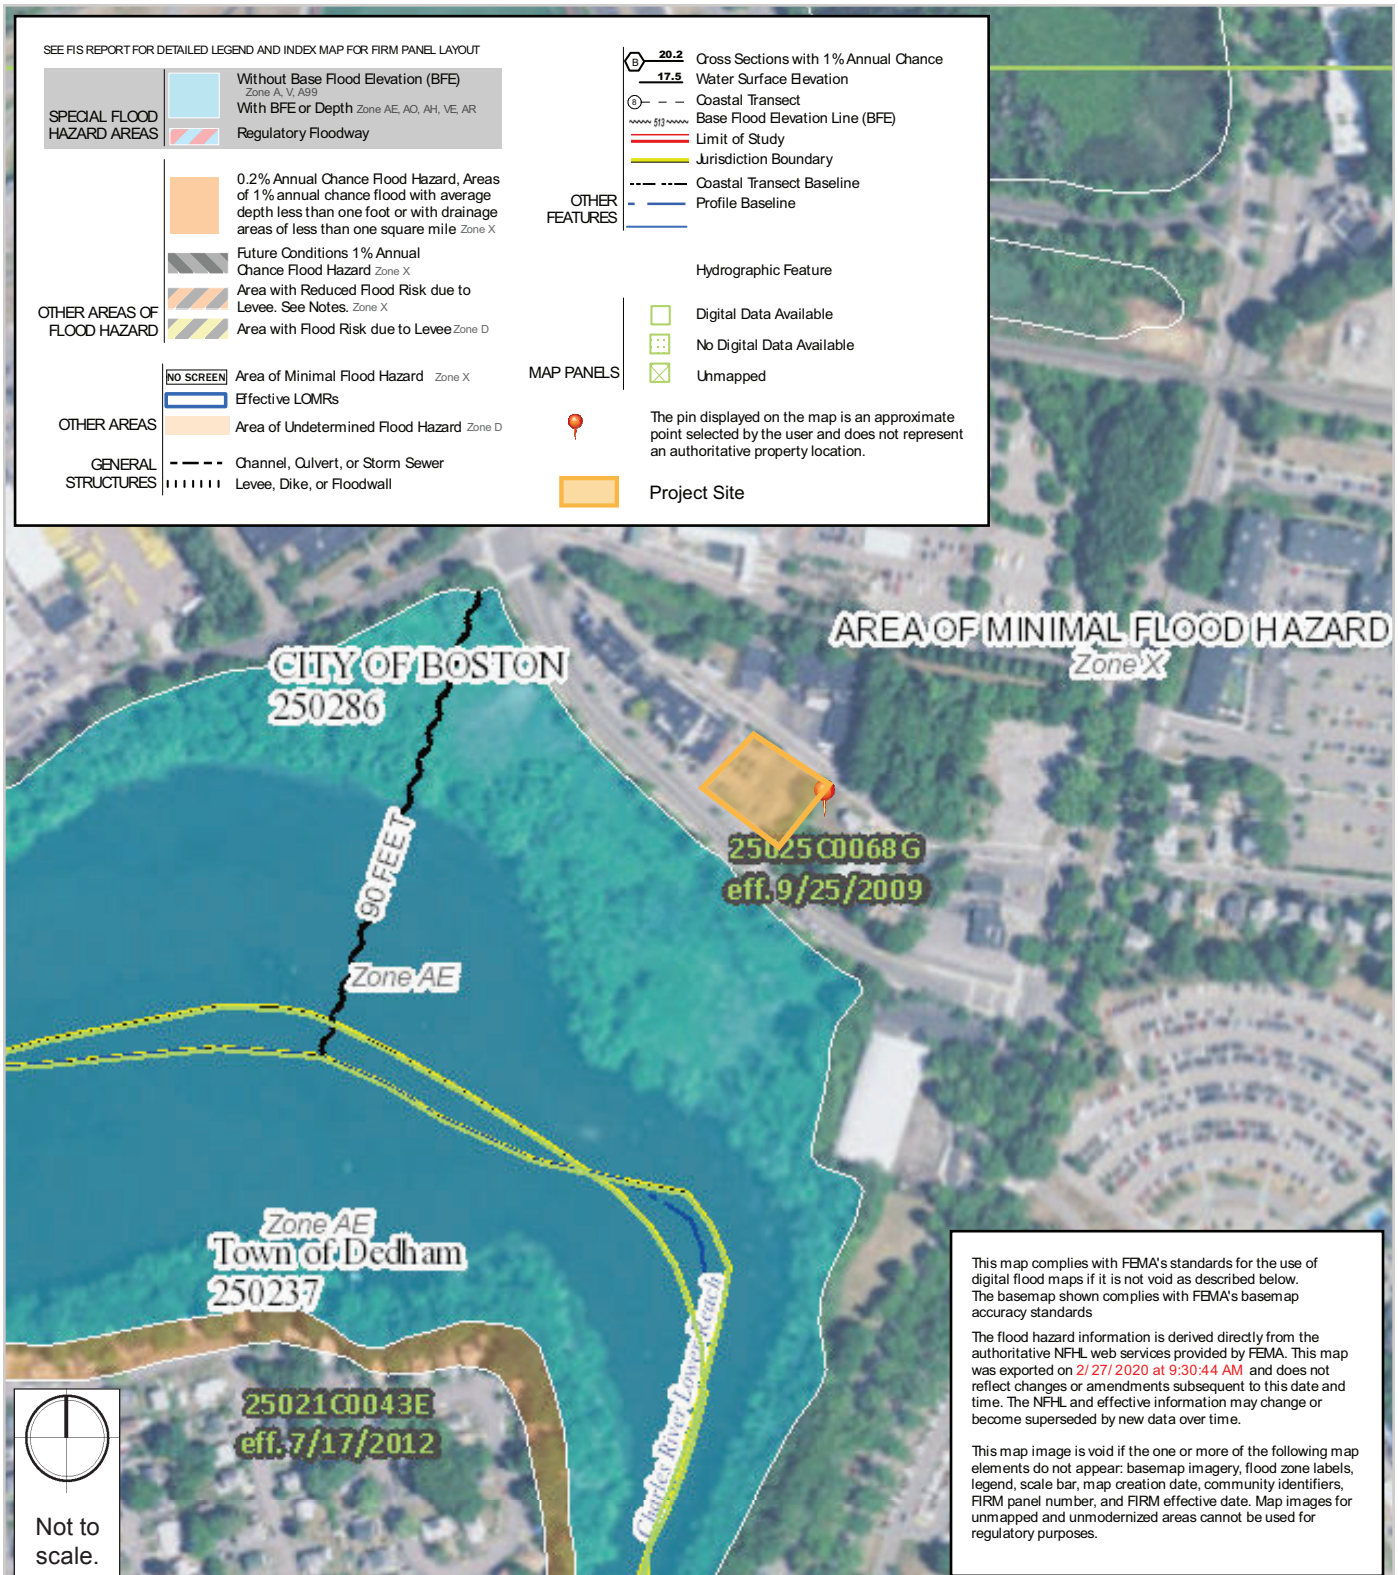 SEE FIS REPORT FOR DETAILED LEGEND AND INDEX MAP FOR FIRM PANEL LAYOUT
SPECIAL FLOOD
HAZARD AREAS
Without Base Flood Elevation (BFE)
Zone A, V, A99
With BFE or Depth Zone AE, AO, AH, VE, AR
Regulatory Floodway
0.2% Annual Chance Flood Hazard, Areas
of 1% annual chance flood with average
depth less than one foot or with drainage
areas of less than one square mile Zone X
Future Conditions 1% Annual
Chance Flood Hazard Zone X
Area with Reduced Flood Risk due to
Levee. See Notes. Zone X
Area with Flood Risk due to Levee Zone D
OTHER AREAS OF
FLOOD HAZARD
NO SCREEN Area of Minimal Flood Hazard Zone X
Effective LOMRs
OTHER AREAS
Area of Undetermined Flood Hazard Zone D
GENERAL
STRUCTURES
Channel, Culvert, or Storm Sewer
Levee, Dike, or Floodwall
B 20.2 Cross Sections with 1% Annual Chance
17.5 Water Surface Elevation
8 Coastal Transect
513 Base Flood Elevation Line (BFE)
Limit of Study
Jurisdiction Boundary
Coastal Transect Baseline
OTHER
FEATURES
Profile Baseline
Hydrographic Feature
Digital Data Available
No Digital Data Available
MAP PANELS
Unmapped
The pin displayed on the map is an approximate
point selected by the user and does not represent
an authoritative property location.
Project Site
AREA OF MINIMAL FLOOD HAZARD
Zone X
CITY OF BOSTON
250286
90 FEET
25025C0068G
eff. 9/25/2009
Zone AE
Zone AE
Town of Dedham
250237
Charles River Lower Reach
25021C0043E
eff. 7/17/2012
Not to
scale.
This map complies with FEMA's standards for the use of
digital flood maps if it is not void as described below.
The basemap shown complies with FEMA's basemap
accuracy standards
The flood hazard information is derived directly from the
authoritative NFHL web services provided by FEMA. This map
was exported on 2/27/2020 at 9:30:44 AM and does not
reflect changes or amendments subsequent to this date and
time. The NFHL and effective information may change or
become superseded by new data over time.
This map image is void if the one or more of the following map
elements do not appear: basemap imagery, flood zone labels,
legend, scale bar, map creation date, community identifiers,
FIRM panel number, and FIRM effective date. Map images for
unmapped and unmodernized areas cannot be used for
regulatory purposes.